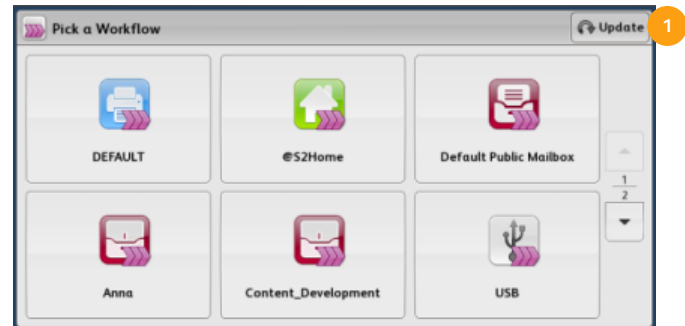 Pick a Workflow
Update
1
DEFAULT
@S2Home
Default Public Mailbox
1
2
Anna
Content_Development
USB